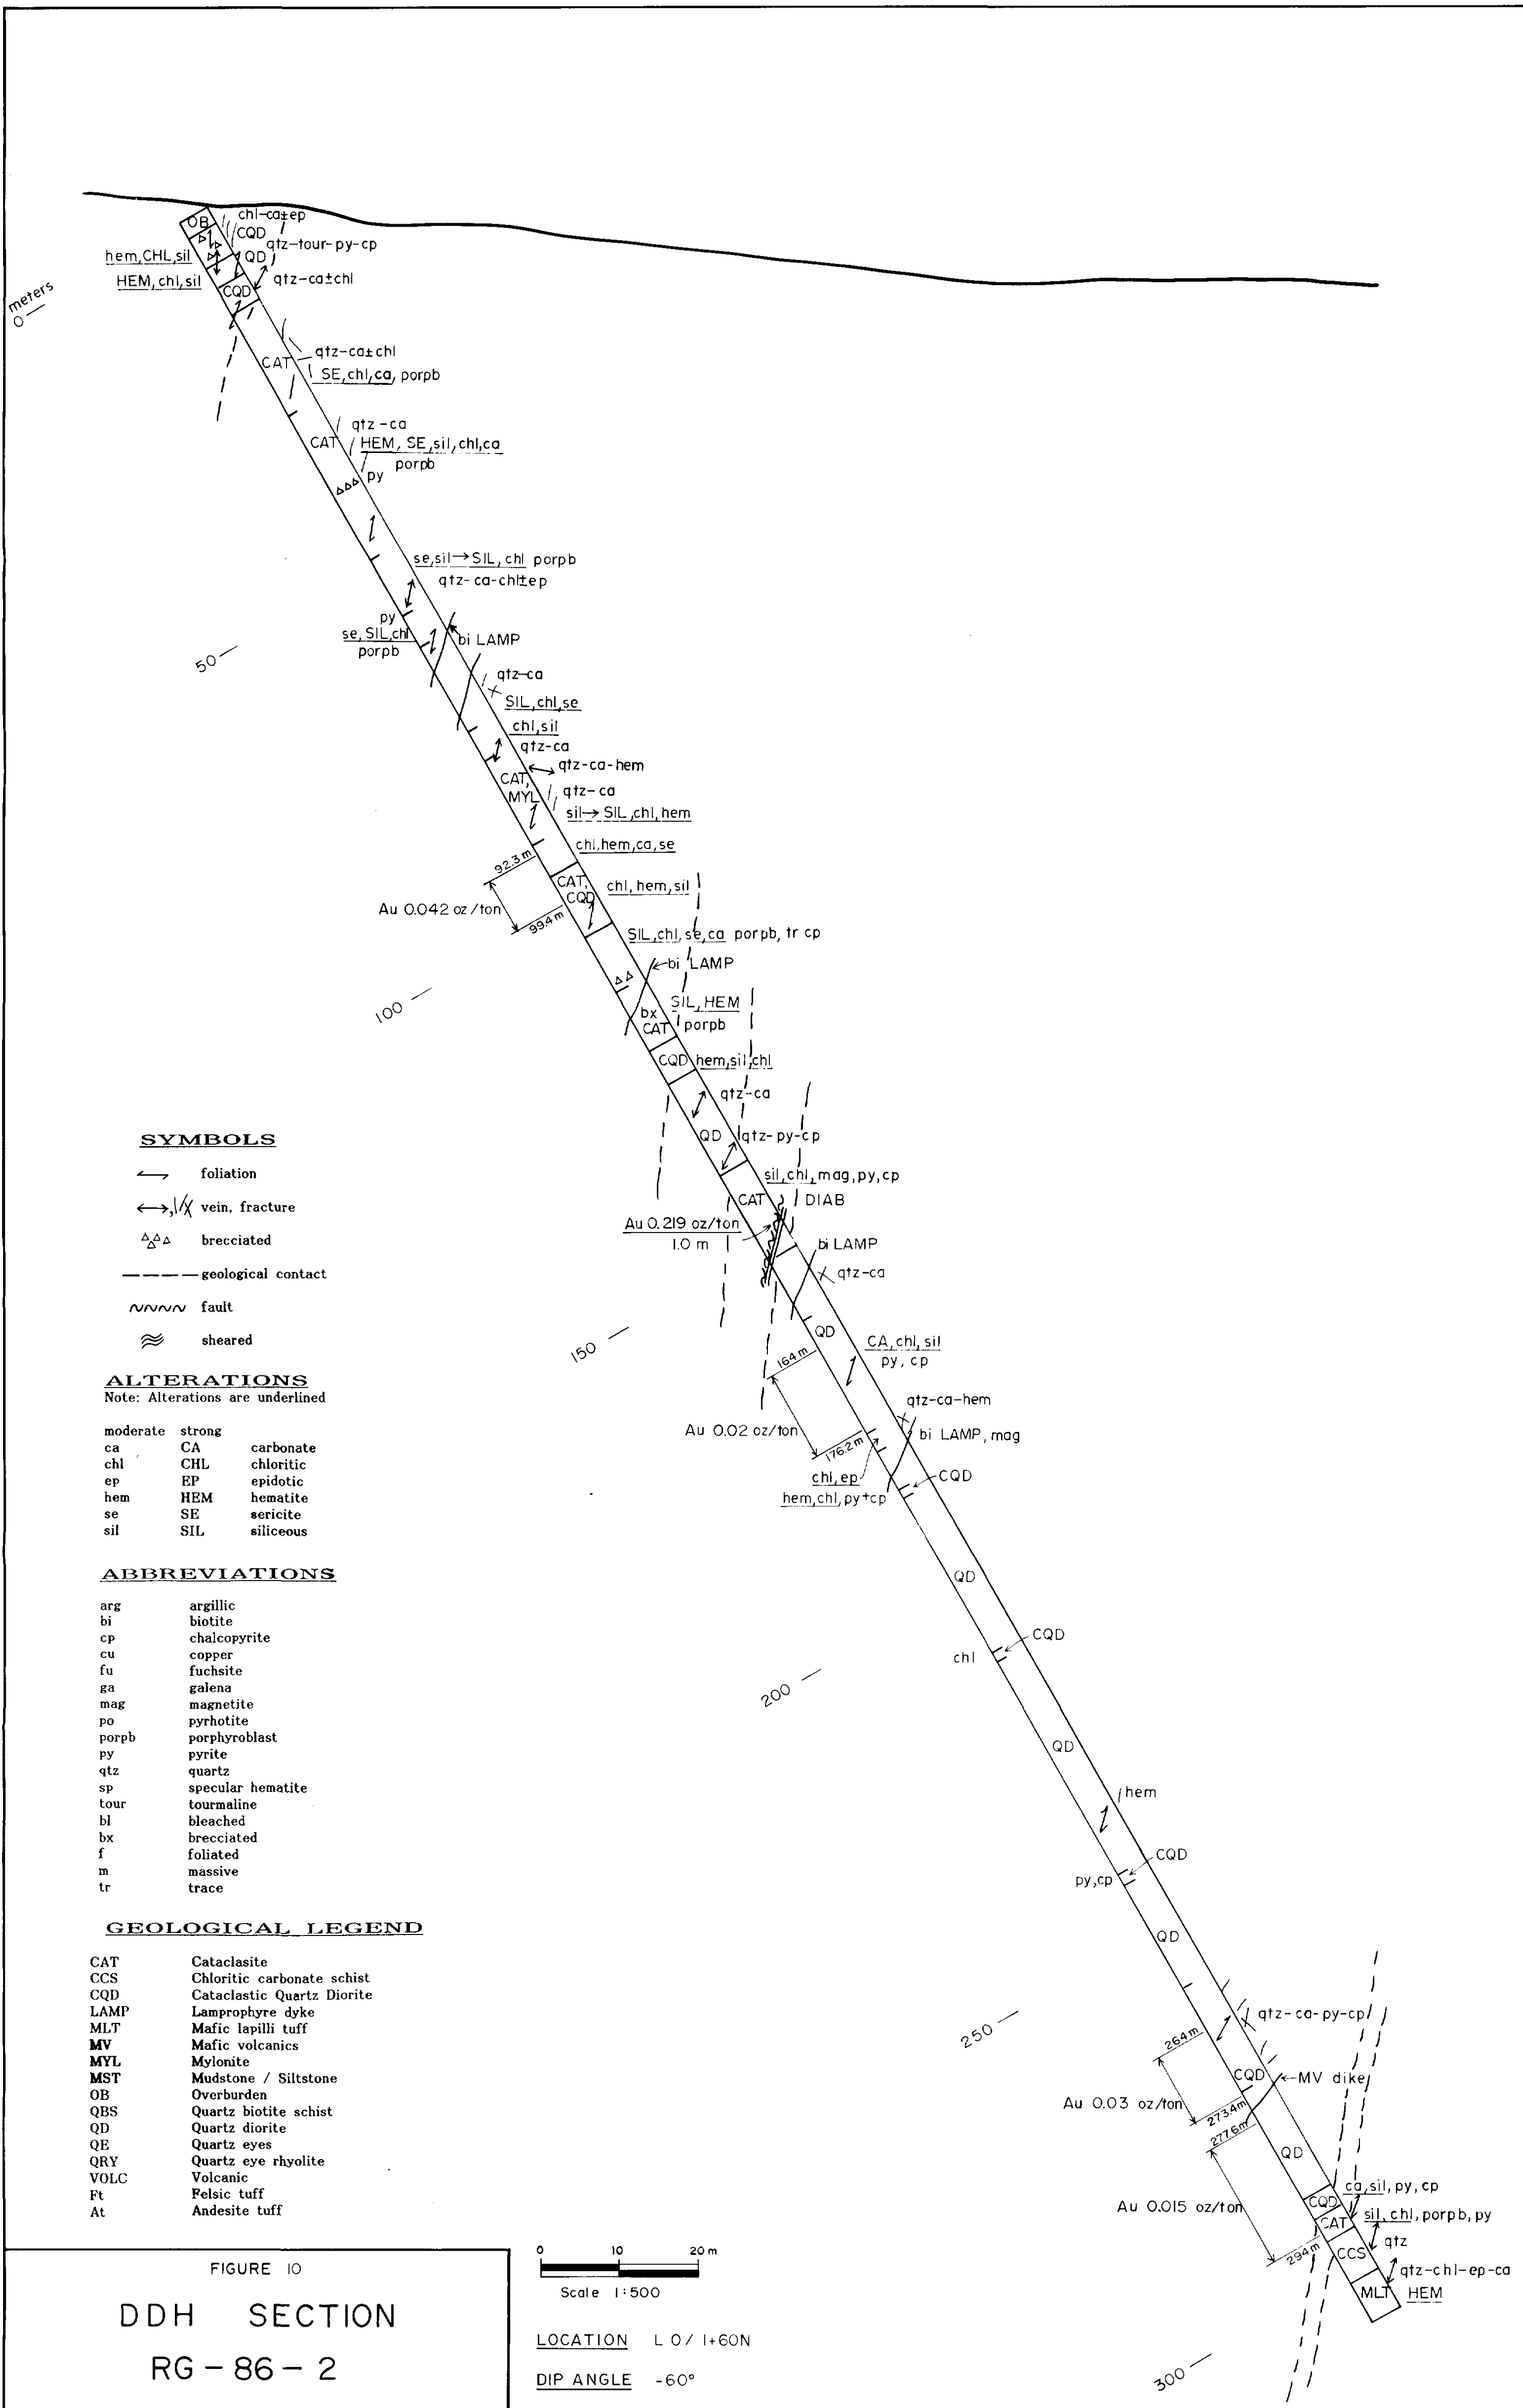 OB
chl-ca±ep
CQD
qtz-tour-py-cp
hem,CHL,sil
QD
HEM, chl, sil
qtz-ca±chl
CQD
meters
0
CAT
qtz-ca±chl
SE,chl,ca, porpb
qtz-ca
CAT
HEM, SE,sil,chl,ca
porpb
py
se,sil→SIL, chl porpb
qtz-ca-chl±ep
py
se, SIL,chl
porpb
bi LAMP
50
qtz-ca
SIL,chl,se
chl,sil
qtz-ca
qtz-ca-hem
CAT,
MYL
qtz-ca
sil→SIL,chl,hem
chl,hem,ca,se
92.3m
CAT,
CQD
chl, hem, sil
Au 0.042 oz/ton
99.4m
SIL,chl,se,ca porpb, tr cp
bi LAMP
100
SIL, HEM
bx
CAT
porpb
CQD
hem,sil,chl
qtz-ca
QD
qtz-py-cp
sil,chl,mag,py,cp
CAT
DIAB
Au 0.219 oz/ton
1.0 m
bi LAMP
qtz-ca
QD
150
CA,chl,sil
py, cp
164m
qtz-ca-hem
Au 0.02 oz/ton
bi LAMP, mag
176.2m
chl,ep
CQD
hem,chl,py+cp
QD
CQD
chl
200
QD
hem
CQD
py,cp
QD
qtz-ca-py-cp
250
264m
CQD
MV dike
Au 0.03 oz/ton
273.4m
277.6m
QD
ca,sil, py, cp
CQD
Au 0.015 oz/ton
CAT
sil, chl, porpb, py
qtz
294m
CCS
qtz-chl-ep-ca
MLT
HEM
300
SYMBOLS
foliation
vein, fracture
brecciated
geological contact
fault
sheared
ALTERATIONS
Note: Alterations are underlined
moderate strong
ca CA carbonate
chl CHL chloritic
ep EP epidotic
hem HEM hematite
se SE sericite
sil SIL siliceous
ABBREVIATIONS
arg argillic
bi biotite
cp chalcopyrite
cu copper
fu fuchsite
ga galena
mag magnetite
po pyrhotite
porpb porphyroblast
py pyrite
qtz quartz
sp specular hematite
tour tourmaline
bl bleached
bx brecciated
f foliated
m massive
tr trace
GEOLOGICAL LEGEND
CAT Cataclasite
CCS Chloritic carbonate schist
CQD Cataclastic Quartz Diorite
LAMP Lamprophyre dyke
MLT Mafic lapilli tuff
MV Mafic volcanics
MYL Mylonite
MST Mudstone / Siltstone
OB Overburden
QBS Quartz biotite schist
QD Quartz diorite
QE Quartz eyes
QRY Quartz eye rhyolite
VOLC Volcanic
Ft Felsic tuff
At Andesite tuff
FIGURE 10
DDH SECTION
RG-86-2
0 10 20 m
Scale 1:500
LOCATION L 0/ 1+60N
DIP ANGLE -60°